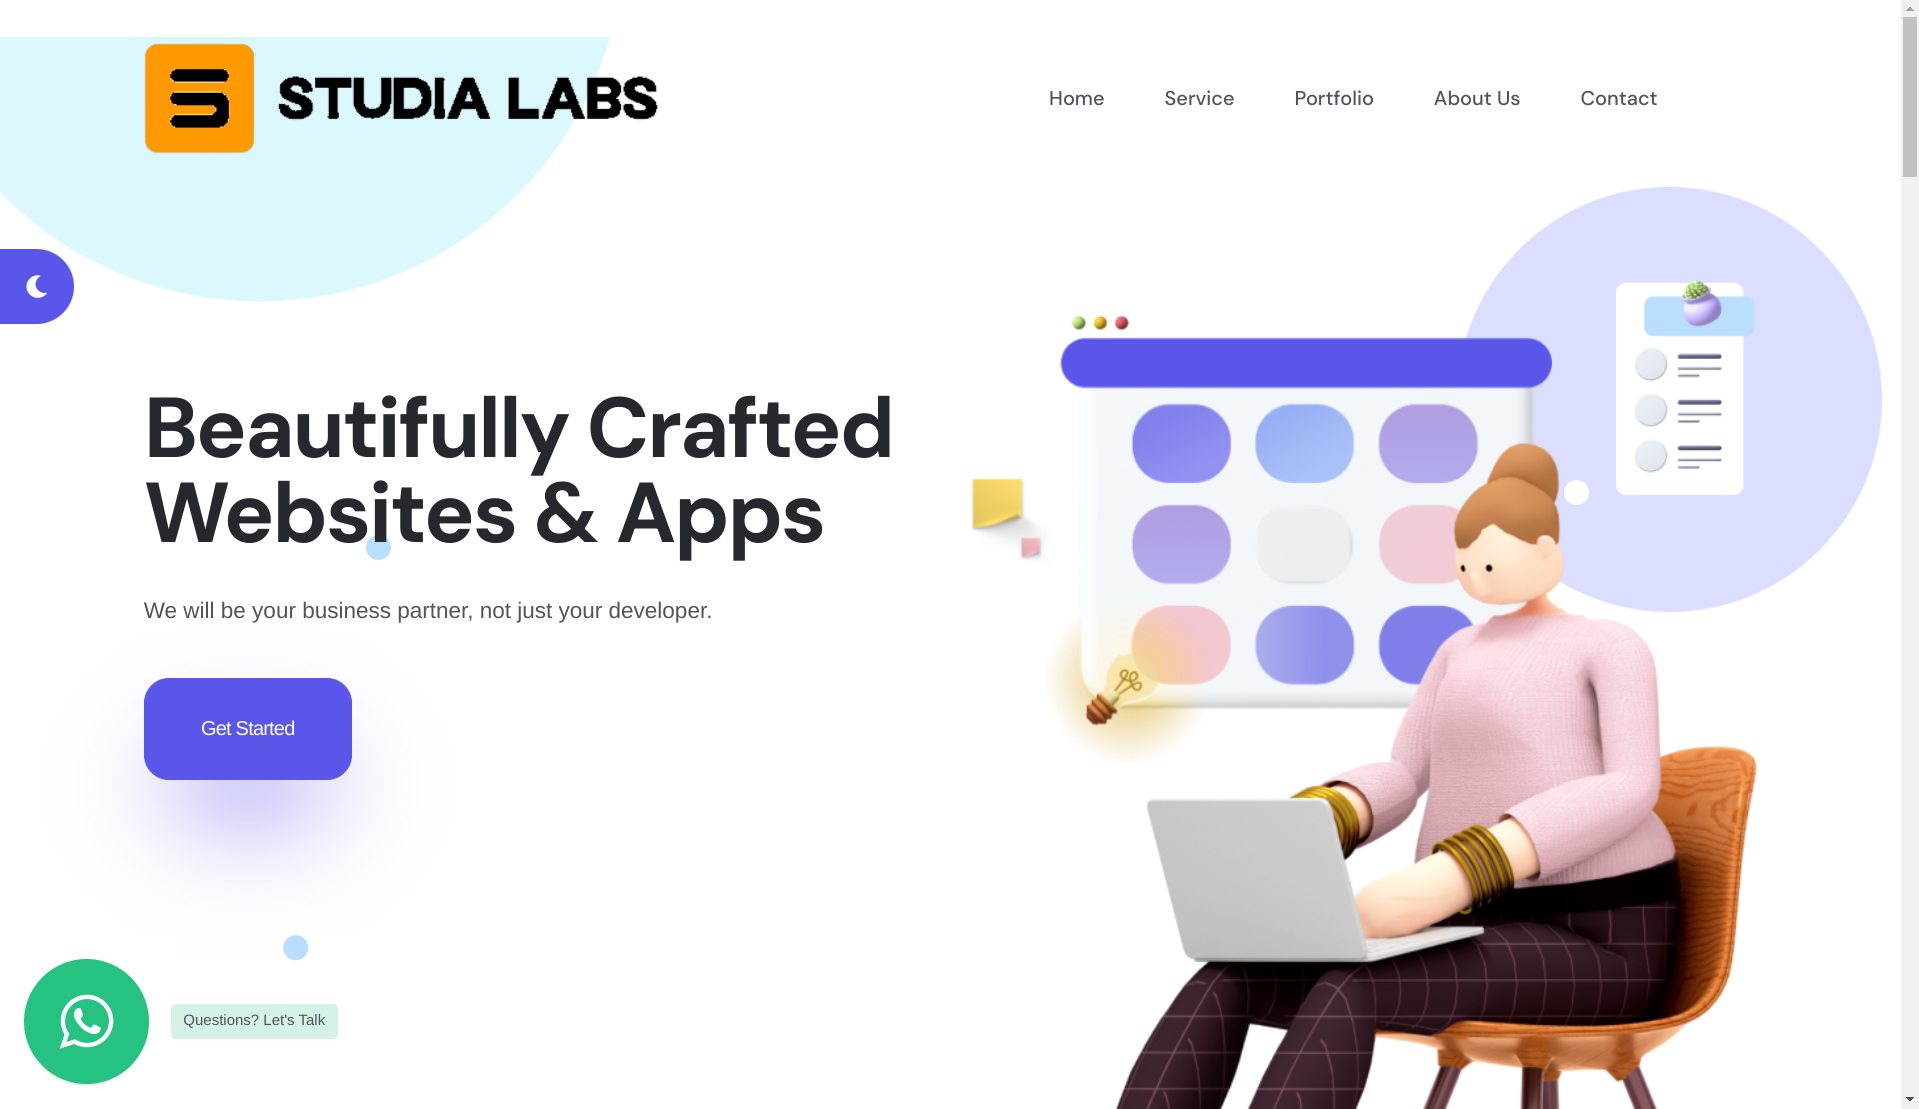 STUDIA LABS
Home
Service
Portfolio
About Us
Contact
Beautifully Crafted
Websites & Apps
We will be your business partner, not just your developer.
Get Started
Questions? Let's Talk